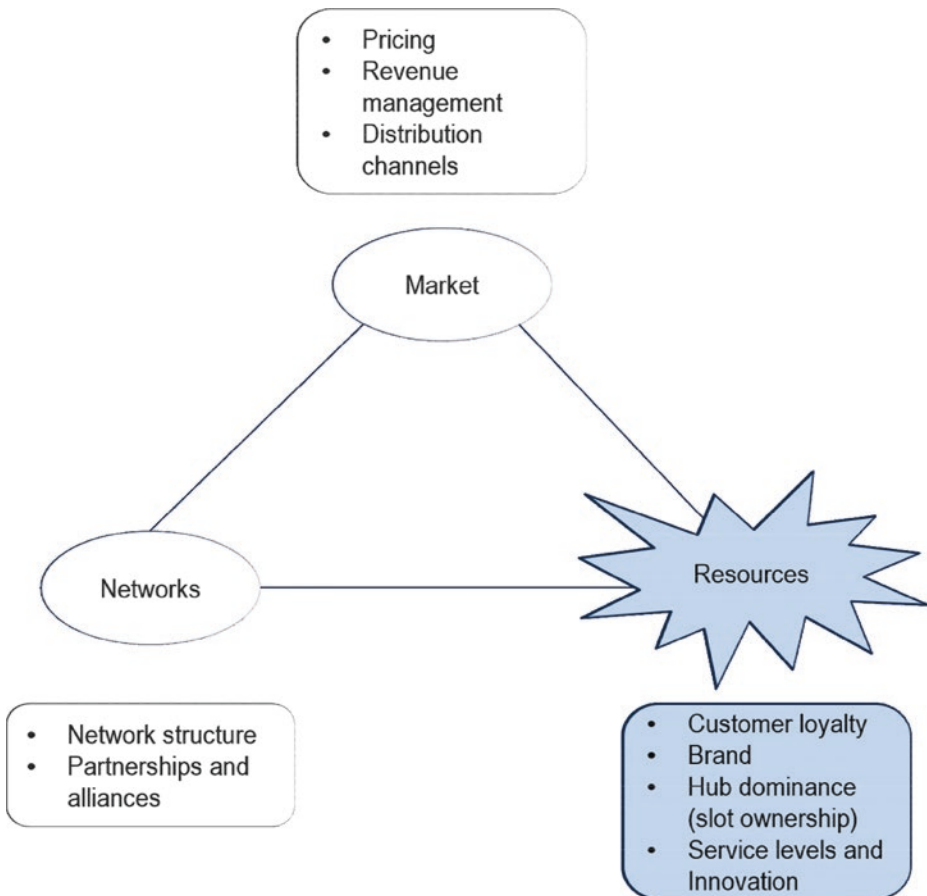 • Pricing
• Revenue
management
• Distribution
channels
Market
Networks
Resources
• Network structure
• Partnerships and
alliances
• Customer loyalty
• Brand
• Hub dominance
(slot ownership)
• Service levels and
Innovation